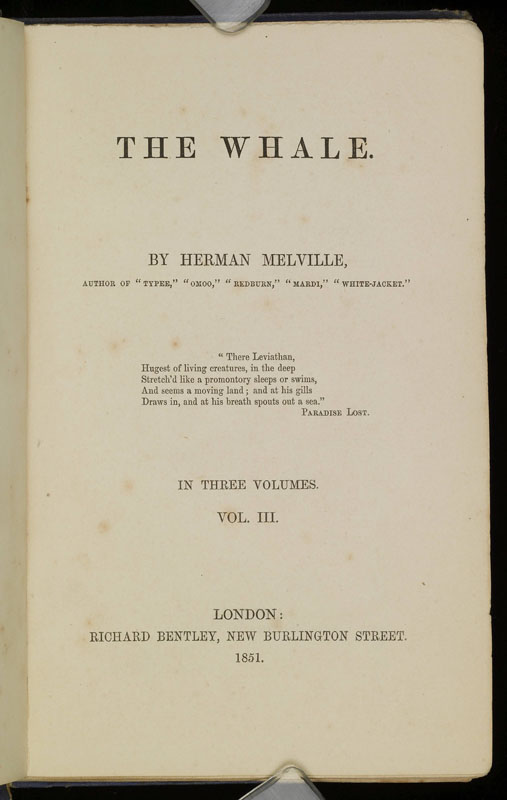 THE WHALE.
BY HERMAN MELVILLE,
AUTHOR OF "TYPEE," "OMOO," "REDBURN," "MARDI," "WHITE-JACKET."
"There Leviathan,
Hugest of living creatures, in the deep
Stretch'd like a promontory sleeps or swims,
And seems a moving land; and at his gills
Draws in, and at his breath spouts out a sea."
PARADISE LOST.
IN THREE VOLUMES.
VOL. III.
LONDON:
RICHARD BENTLEY, NEW BURLINGTON STREET.
1851.